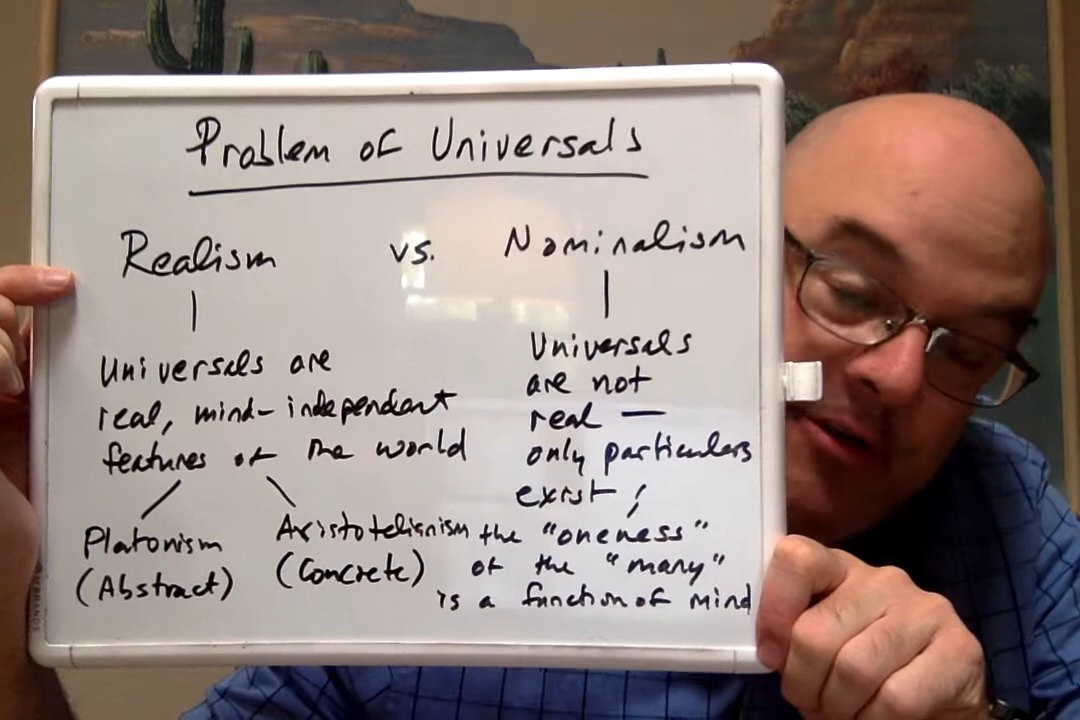 Problem of Universals
Realism vs. Nominalism
Universals are
real, mind-independent
features of the world
Platonism
(Abstract)
Aristotelianism
(Concrete)
Universals
are not
real —
only particulars
exist;
the "oneness"
of the "many"
is a function of mind